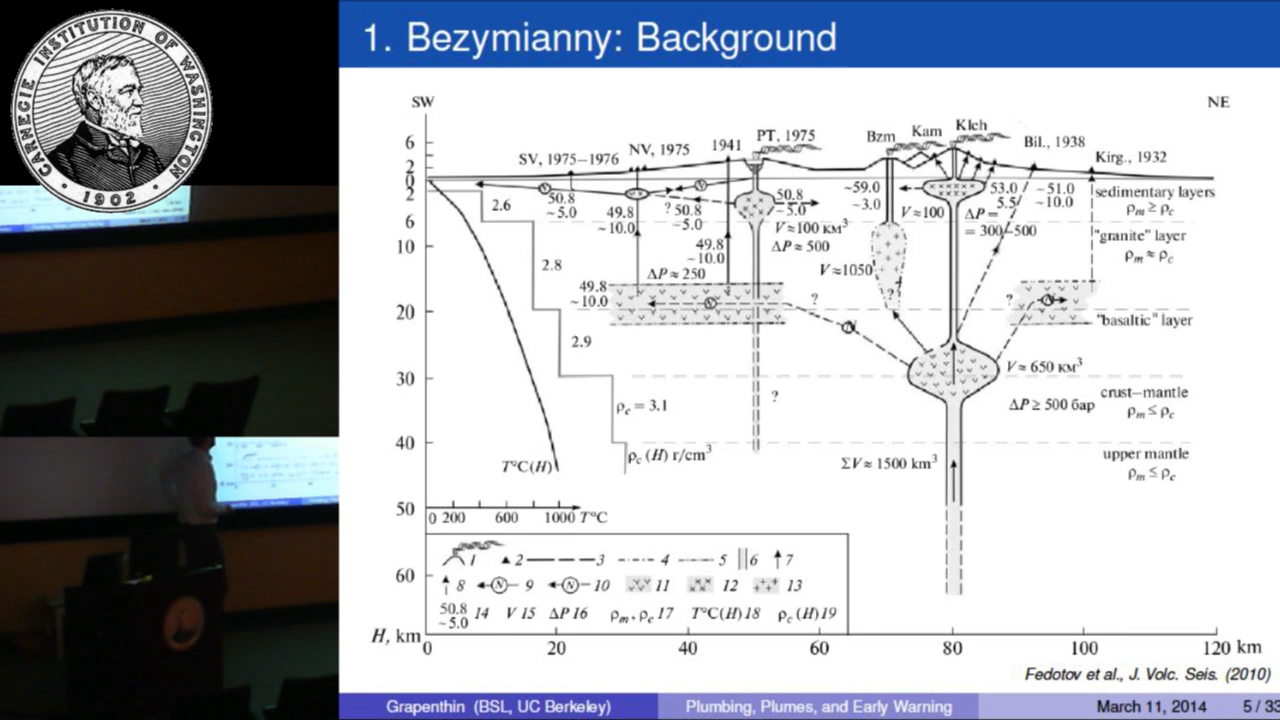 CARNEGIE INSTITUTION OF WASHINGTON
1902
1. Bezymianny: Background
SW
NE
PT, 1975
Bzm
Kam
Klch
1941
Bil., 1938
NV, 1975
SV, 1975–1976
Kirg., 1932
6
2
0
2
6
10
20
30
40
50
60
H, km
N
N
50.8
~5.0
49.8
~10.0
? 50.8
~5.0
50.8
~5.0
~59.0
~3.0
53.0
5.5
~51.0
~10.0
sedimentary layers
ρm ≥ ρc
2.6
V≈100 км³
ΔP ≈ 500
V≈100
ΔP =
= 300–500
"granite" layer
ρm ≈ ρc
49.8
~10.0
2.8
ΔP≈ 250
V≈1050
?
49.8
~10.0
N
?
?
N
N
"basaltic" layer
2.9
V≈ 650 км³
ρc = 3.1
?
ΔP≥ 500 бар
crust–mantle
ρm ≤ ρc
T°C(H)
ρc (H) г/cm³
ΣV≈ 1500 km³
upper mantle
ρm ≤ ρc
0 200 600 1000 T°C
1 2 3 4 5 6 7
8 N 9 N 10 11 12 13
50.8
~5.0 14 V 15 ΔP 16 ρm, ρc 17 T°C(H) 18 ρc (H) 19
0 20 40 60 80 100 120 km
Fedotov et al., J. Volc. Seis. (2010)
Grapenthin (BSL, UC Berkeley) Plumbing, Plumes, and Early Warning March 11, 2014 5 / 33